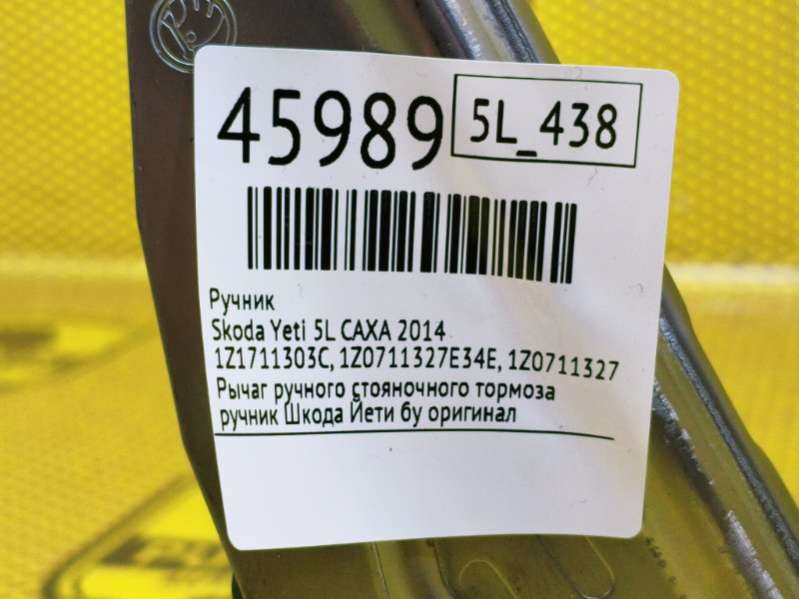 45989
5L_438
Ручник
Skoda Yeti 5L CAXA 2014
1Z1711303C, 1Z0711327E34E, 1Z0711327
Рычаг ручного стояночного тормоза
ручник Шкода Йети бу оригинал